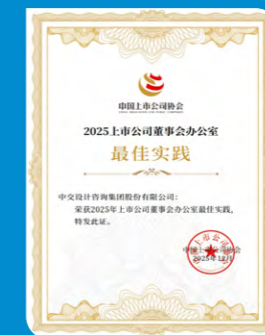 中国上市公司协会
2025上市公司董事会办公室
最佳实践
中交设计咨询集团股份有限公司:
荣获2025年上市公司董事会办公室最佳实践,
特发此证。
中国上市公司协会
2025年12月